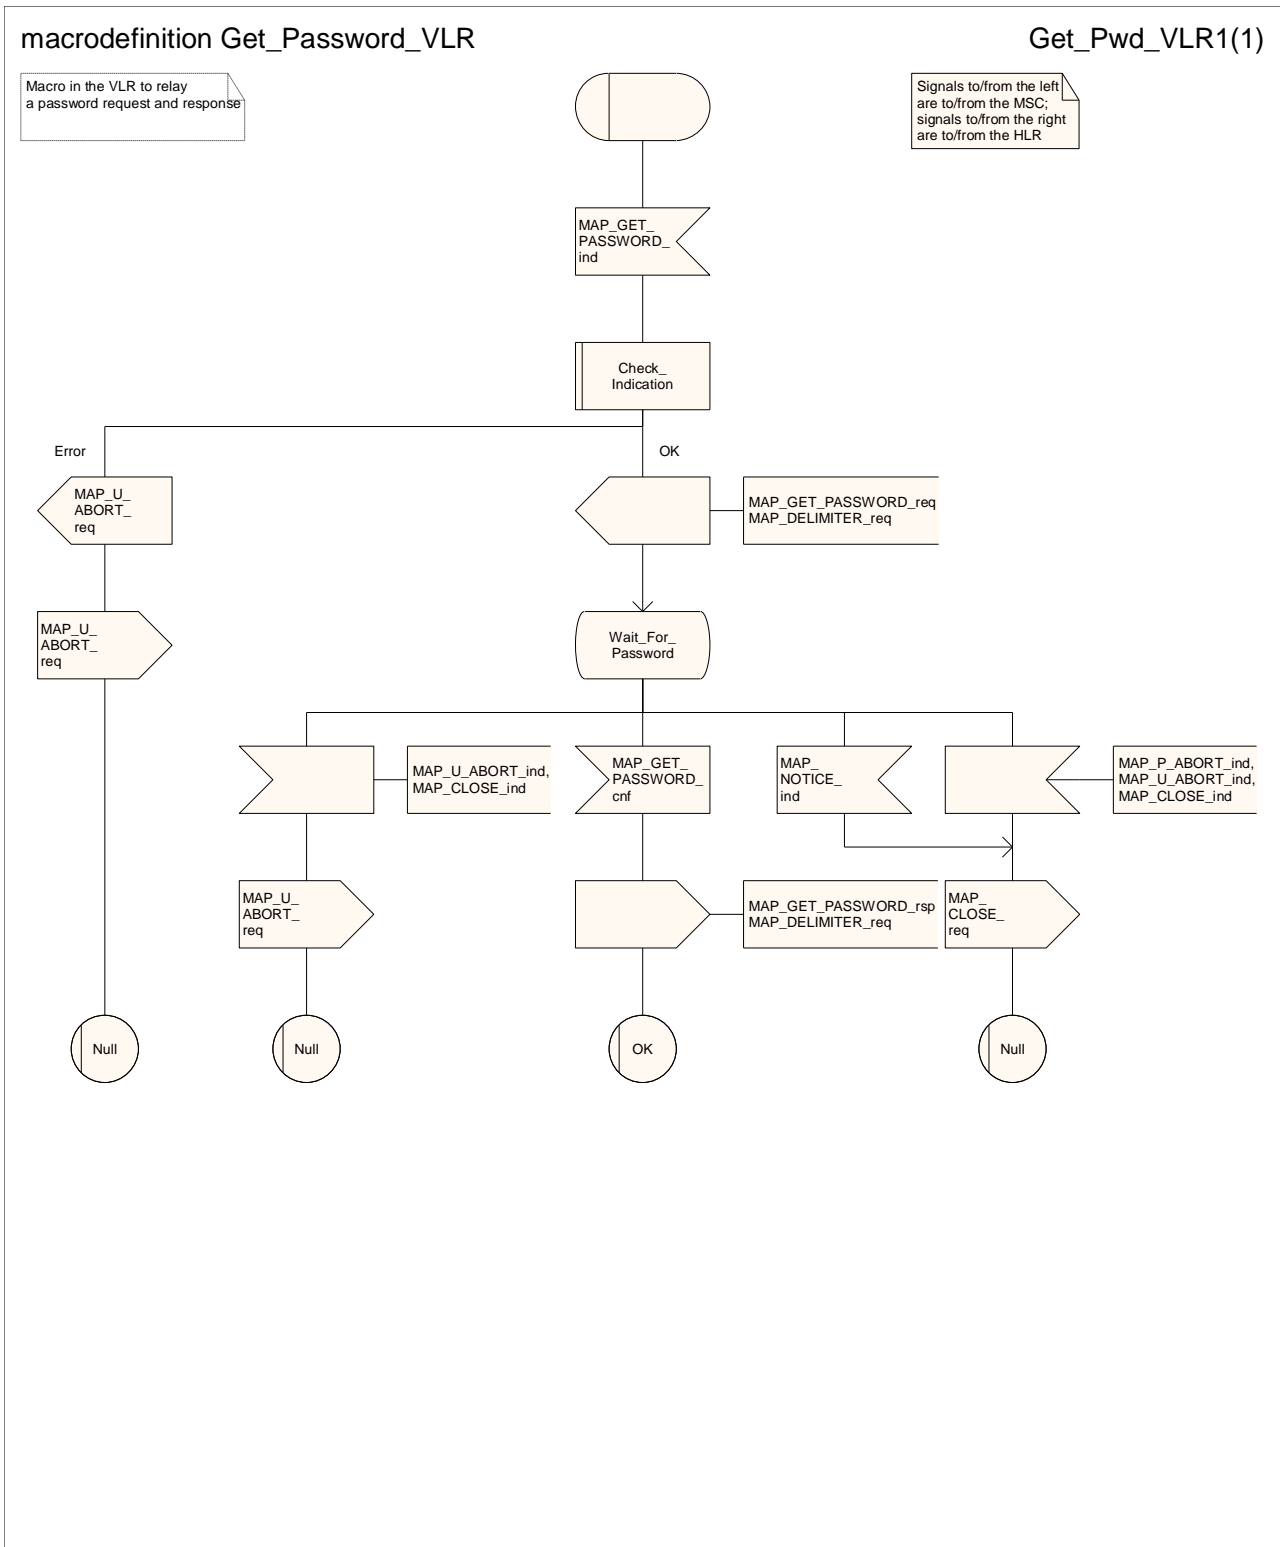 macrodefinition Get_Password_VLR
Get_Pwd_VLR1(1)
Macro in the VLR to relay
a password request and response
Signals to/from the left
are to/from the MSC;
signals to/from the right
are to/from the HLR
MAP_GET_
PASSWORD_
ind
Check_
Indication
Error
OK
MAP_U_
ABORT_
req
MAP_GET_PASSWORD_req
MAP_DELIMITER_req
MAP_U_
ABORT_
req
Wait_For_
Password
MAP_U_ABORT_ind,
MAP_CLOSE_ind
MAP_GET_
PASSWORD_
cnf
MAP_
NOTICE_
ind
MAP_P_ABORT_ind,
MAP_U_ABORT_ind,
MAP_CLOSE_ind
MAP_U_
ABORT_
req
MAP_GET_PASSWORD_rsp
MAP_DELIMITER_req
MAP_
CLOSE_
req
Null
Null
OK
Null